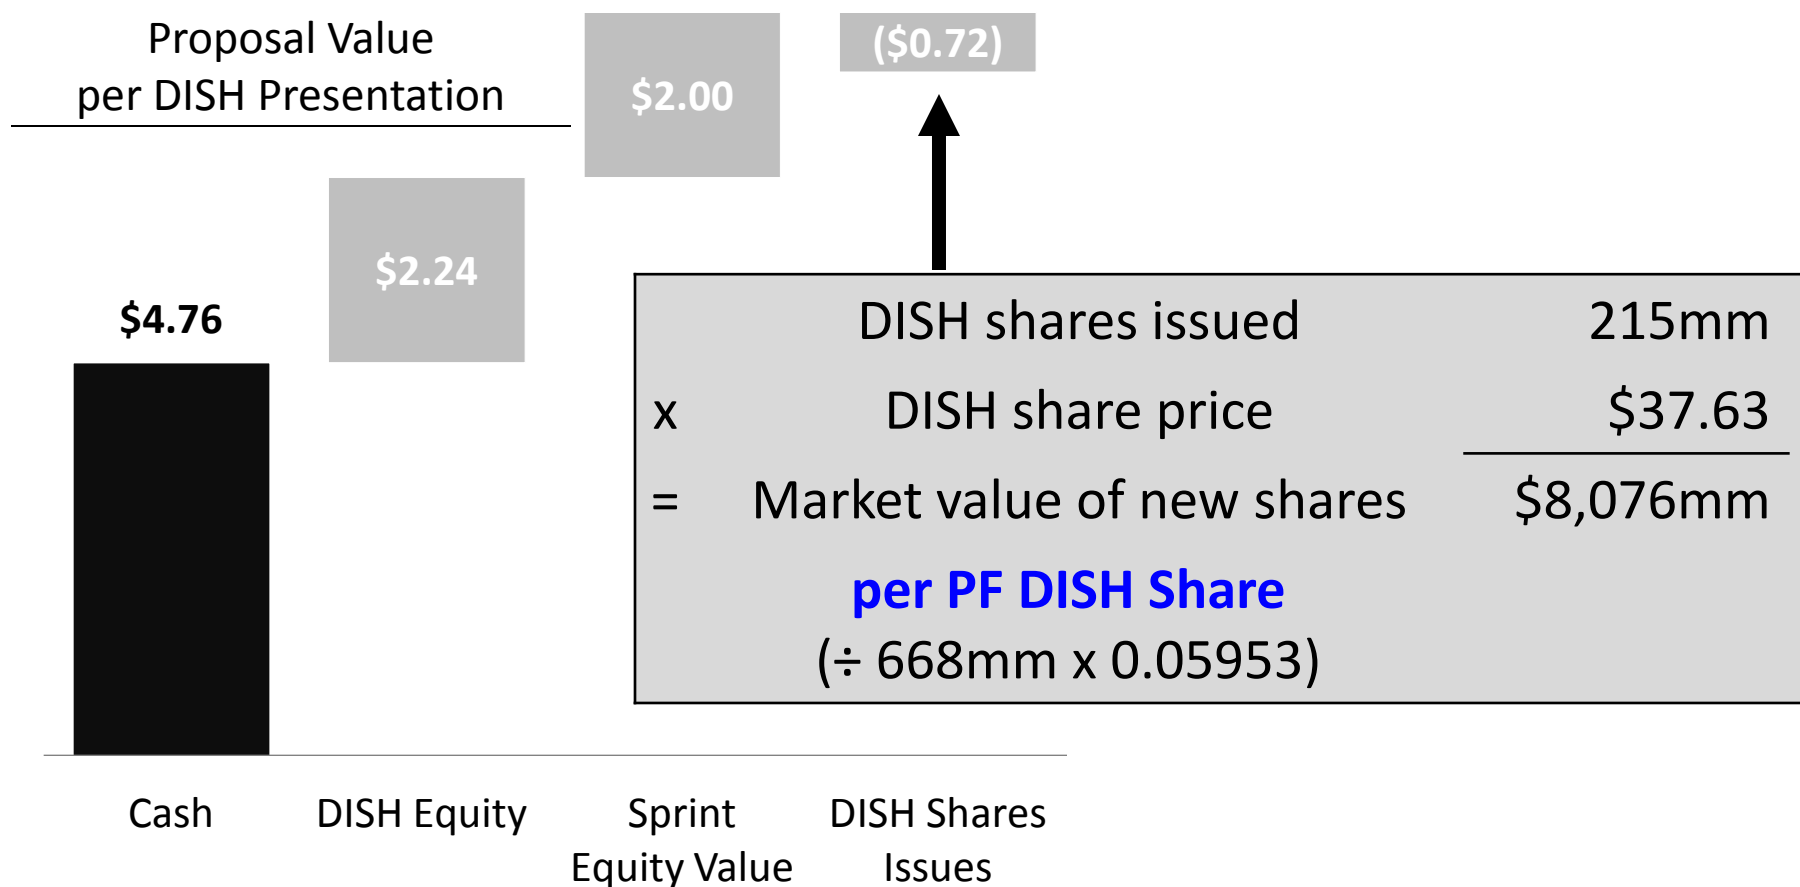 Proposal Value
per DISH Presentation
$4.76
$2.24
$2.00
($0.72)
DISH shares issued 215mm
x DISH share price $37.63
= Market value of new shares $8,076mm
per PF DISH Share
(÷ 668mm x 0.05953)
Cash
DISH Equity
Sprint
Equity Value
DISH Shares
Issues